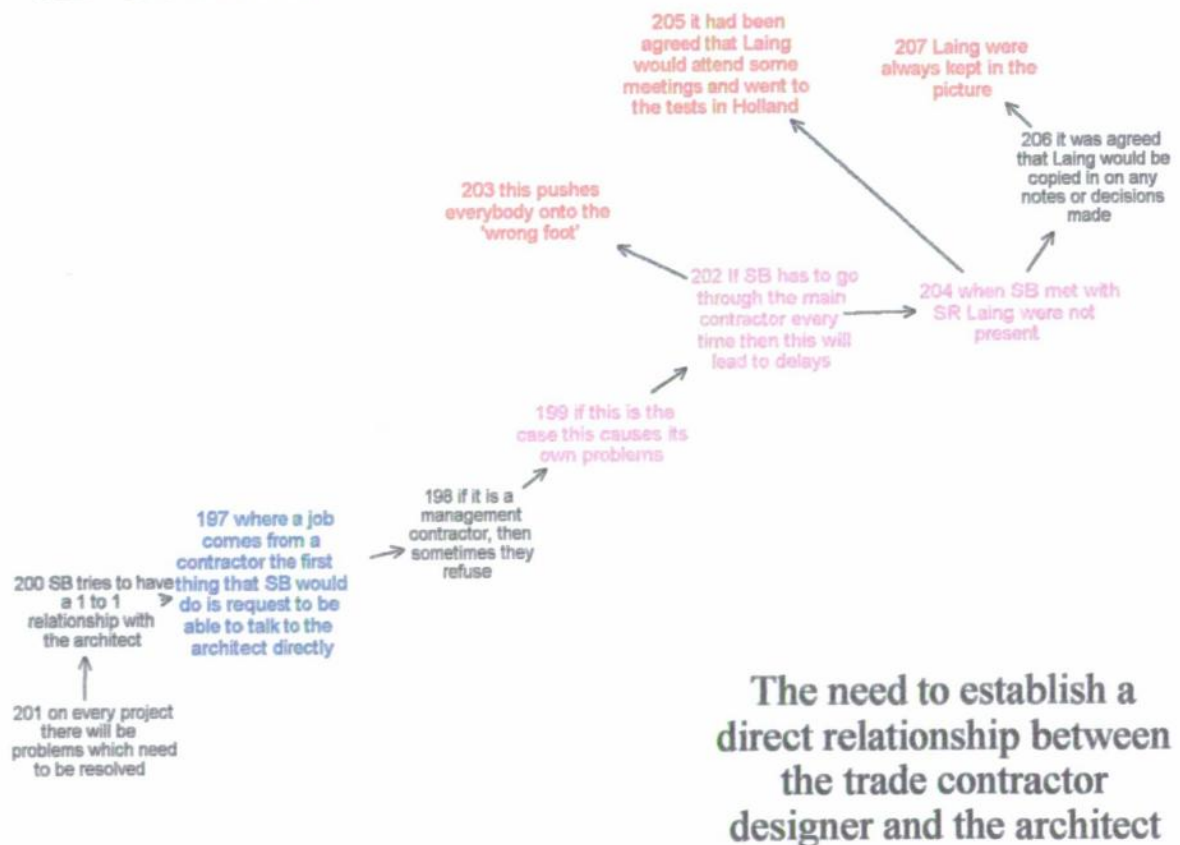 205 it had been
agreed that Laing
would attend some
meetings and went to
the tests in Holland
207 Laing were
always kept in the
picture
206 it was agreed
that Laing would be
copied in on any
notes or decisions
made
203 this pushes
everybody onto the
'wrong foot'
202 If SB has to go
through the main
contractor every
time then this will
lead to delays
204 when SB met with
SR Laing were not
present
199 if this is the
case this causes its
own problems
198 if it is a
management
contractor, then
sometimes they
refuse
197 where a job
comes from a
contractor the first
thing that SB would
do is request to be
able to talk to the
architect directly
200 SB tries to have
a 1 to 1
relationship with
the architect
201 on every project
there will be
problems which need
to be resolved
The need to establish a
direct relationship between
the trade contractor
designer and the architect